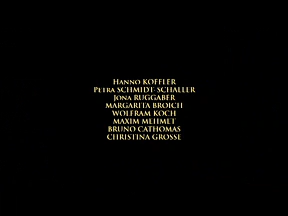 Hanno KOFFLER
Petra SCHMIDT-SCHALLER
Jona RUGGABER
MARGARITA BROICH
WOLFRAM KOCH
MAXIM MEHMET
BRUNO CATHOMAS
CHRISTINA GROSSE